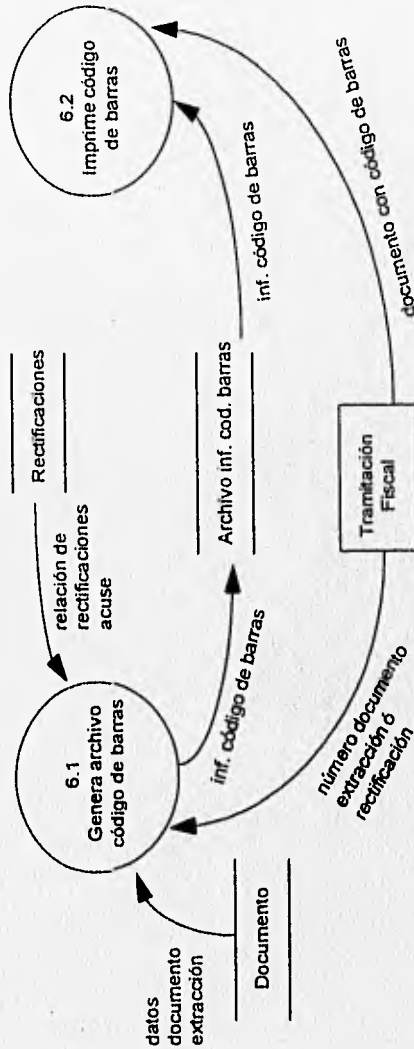 6.2
Imprime código
de barras
Rectificaciones
relación de
rectificaciones
acuse
6.1
Genera archivo
código de barras
inf. código de barras
Archivo inf. cod. barras
inf. código de barras
documento con código de barras
Tramitación
Fiscal
número documento
extracción ó
rectificación
datos
documento
extracción
Documento